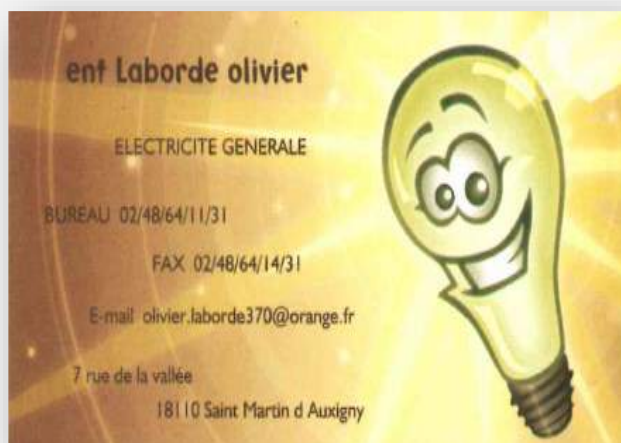 ent Laborde olivier
ELECTRICITE GENERALE
BUREAU 02/48/64/11/31
FAX 02/48/64/14/31
E-mail olivier.laborde370@orange.fr
7 rue de la vallée
18110 Saint Martin d Auxigny